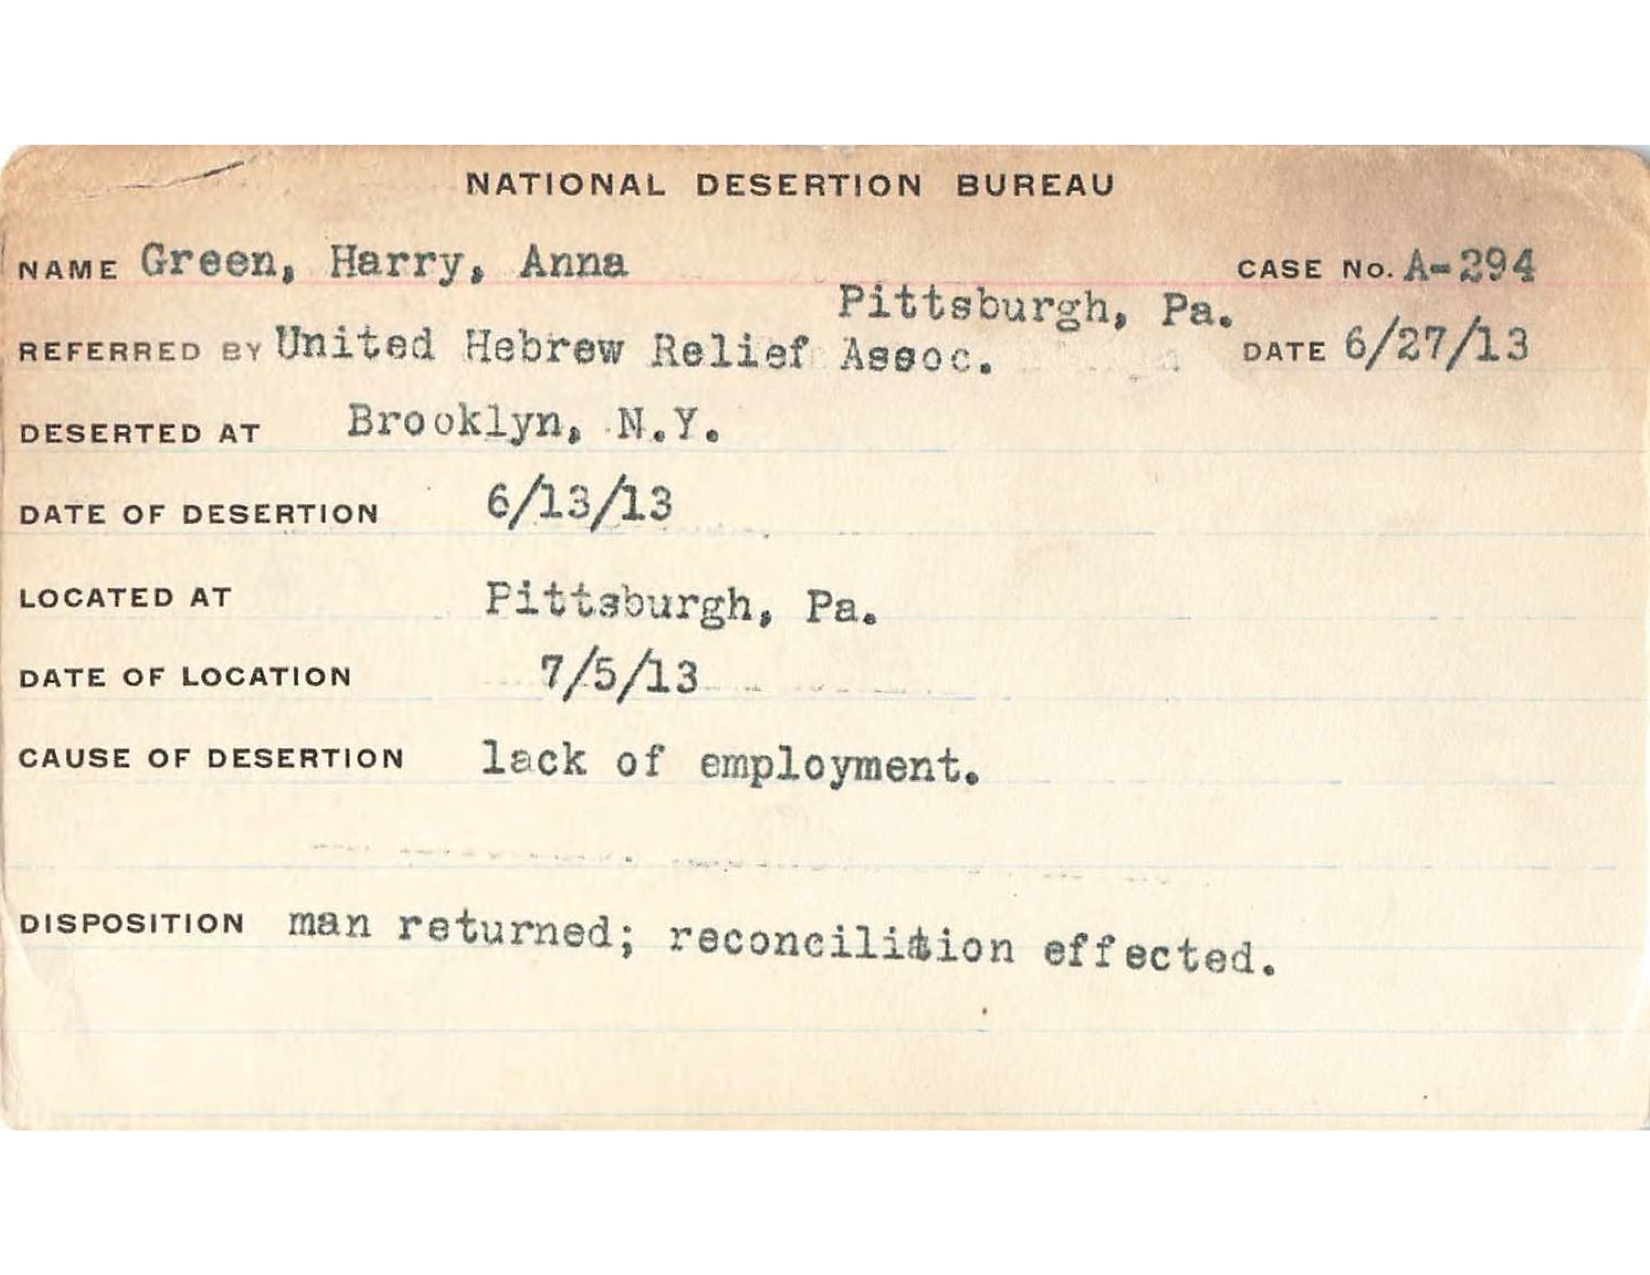 NATIONAL DESERTION BUREAU
NAME Green, Harry, Anna CASE No. A-294
Pittsburgh, Pa.
REFERRED BY United Hebrew Relief Assoc. DATE 6/27/13
DESERTED AT Brooklyn, N.Y.
DATE OF DESERTION 6/13/13
LOCATED AT Pittsburgh, Pa.
DATE OF LOCATION 7/5/13
CAUSE OF DESERTION lack of employment.
DISPOSITION man returned; reconciliation effected.